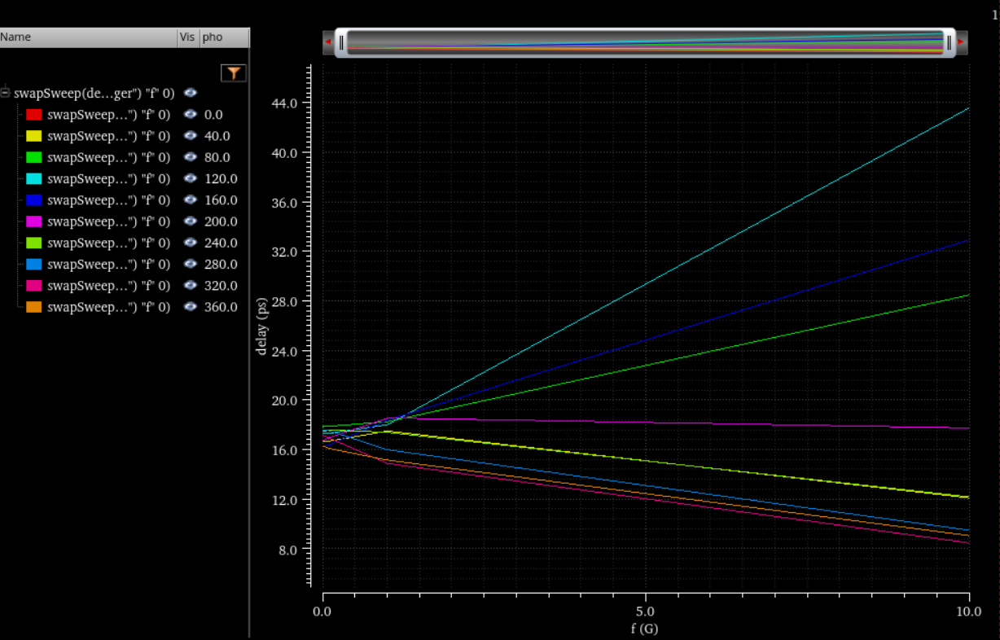 1
Name Vis pho
swapSweep(de...ger") "f" 0)
swapSweep...") "f" 0) 0.0
swapSweep...") "f" 0) 40.0
swapSweep...") "f" 0) 80.0
swapSweep...") "f" 0) 120.0
swapSweep...") "f" 0) 160.0
swapSweep...") "f" 0) 200.0
swapSweep...") "f" 0) 240.0
swapSweep...") "f" 0) 280.0
swapSweep...") "f" 0) 320.0
swapSweep...") "f" 0) 360.0
delay (ps)
44.0
40.0
36.0
32.0
28.0
24.0
20.0
16.0
12.0
8.0
0.0 5.0 10.0
f (G)